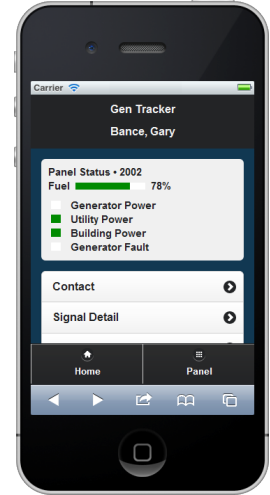 Carrier
Gen Tracker
Bance, Gary
Panel Status • 2002
Fuel 78%
Generator Power
Utility Power
Building Power
Generator Fault
Contact
Signal Detail
Home Panel